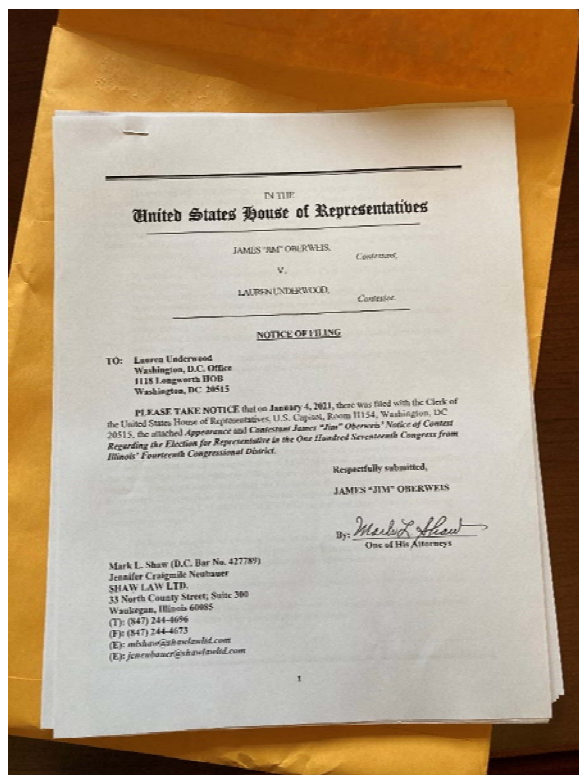 IN THE
United States House of Representatives
JAMES "JIM" OBERWEIS,
Contestant,
V.
LAUREN UNDERWOOD,
Contestee.
NOTICE OF FILING
TO: Lauren Underwood
Washington, D.C. Office
1118 Longworth HOB
Washington, DC 20515
PLEASE TAKE NOTICE that on January 4, 2021, there was filed with the Clerk of
the United States House of Representatives, U.S. Capitol, Room H154, Washington, DC
20515, the attached Appearance and Contestant James "Jim" Oberweis' Notice of Contest
Regarding the Election for Representative in the One Hundred Seventeenth Congress from
Illinois' Fourteenth Congressional District.
Respectfully submitted,
JAMES "JIM" OBERWEIS
By: Mark L Shaw
One of His Attorneys
Mark L. Shaw (D.C. Bar No. 427789)
Jennifer Craigmile Neubauer
SHAW LAW LTD.
33 North County Street; Suite 300
Waukegan, Illinois 60085
(T): (847) 244-4696
(F): (847) 244-4673
(E): mlshaw@shawlawltd.com
(E): jcneubauer@shawlawltd.com
1